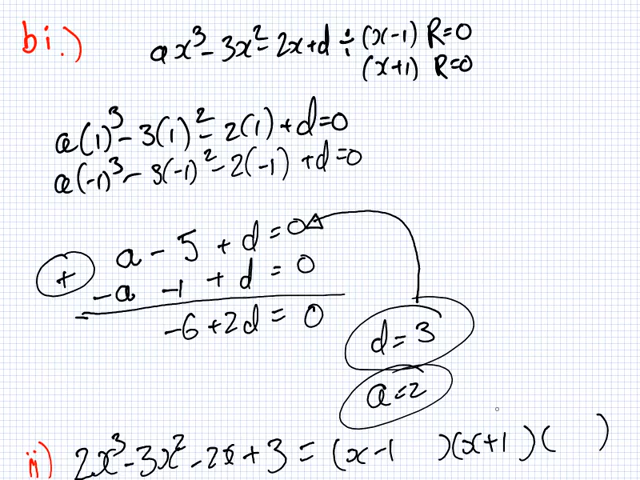 bi.)
ax³ - 3x² - 2x + d ÷ (x-1) R=0
(x+1) R=0
a(1)³ - 3(1)² - 2(1) + d = 0
a(-1)³ - 3(-1)² - 2(-1) + d = 0
a - 5 + d = 0
+ -a -1 + d = 0
-6 + 2d = 0
d = 3
a = 2
ii) 2x³ - 3x² - 2x + 3 = (x-1 )(x+1 )( )